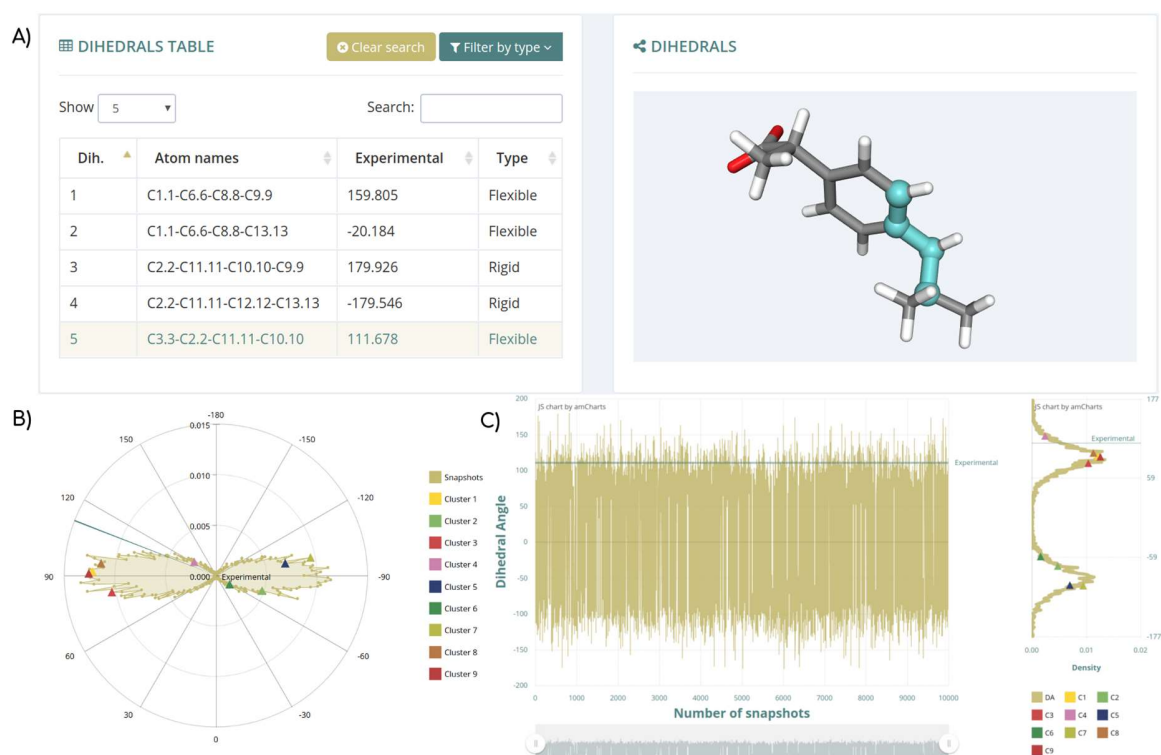 A)
DIHEDRALS TABLE
Clear search
Filter by type
Show 5
Search:
Dih. Atom names Experimental Type
1 C1.1-C6.6-C8.8-C9.9 159.805 Flexible
2 C1.1-C6.6-C8.8-C13.13 -20.184 Flexible
3 C2.2-C11.11-C10.10-C9.9 179.926 Rigid
4 C2.2-C11.11-C12.12-C13.13 -179.546 Rigid
5 C3.3-C2.2-C11.11-C10.10 111.678 Flexible
DIHEDRALS
B)
-180
0.015
150
-150
0.010
120
-120
0.005
90
0.000
Experimental
-90
60
-60
30
-30
0
Snapshots
Cluster 1
Cluster 2
Cluster 3
Cluster 4
Cluster 5
Cluster 6
Cluster 7
Cluster 8
Cluster 9
C)
JS chart by amCharts
Dihedral Angle
200
150
100
50
0
-50
-100
-150
-200
Experimental
0 1000 2000 3000 4000 5000 6000 7000 8000 9000 10000
Number of snapshots
JS chart by amCharts
Experimental
177
59
-59
-177
0.00 0.01 0.02
Density
DA C1 C2
C3 C4 C5
C6 C7 C8
C9